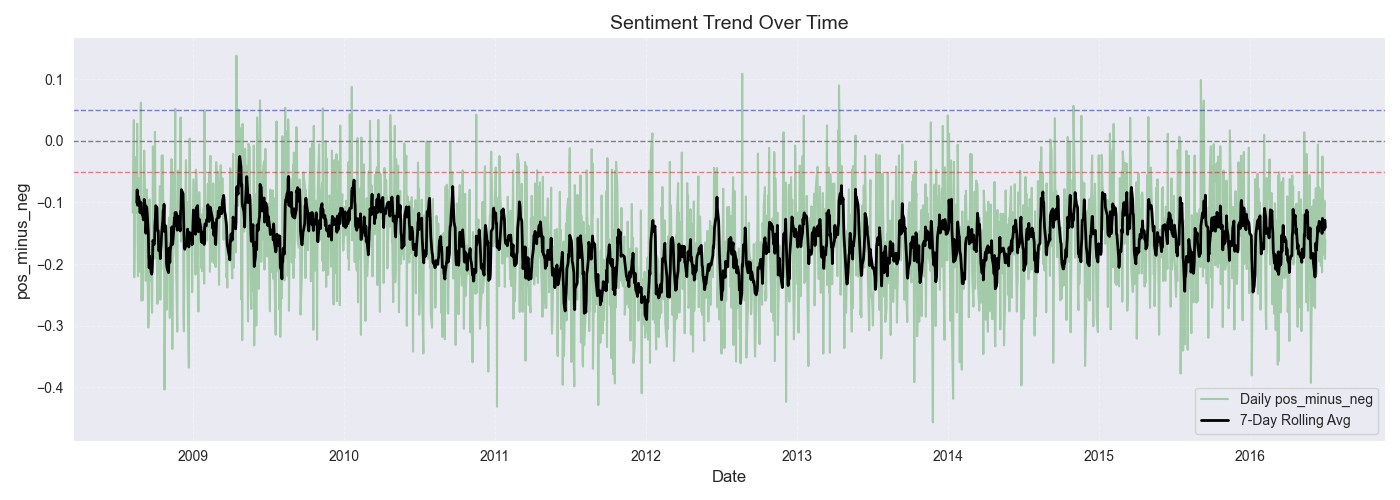 Sentiment Trend Over Time
pos_minus_neg
0.1
0.0
−0.1
−0.2
−0.3
−0.4
2009
2010
2011
2012
2013
2014
2015
2016
Date
Daily pos_minus_neg
7-Day Rolling Avg